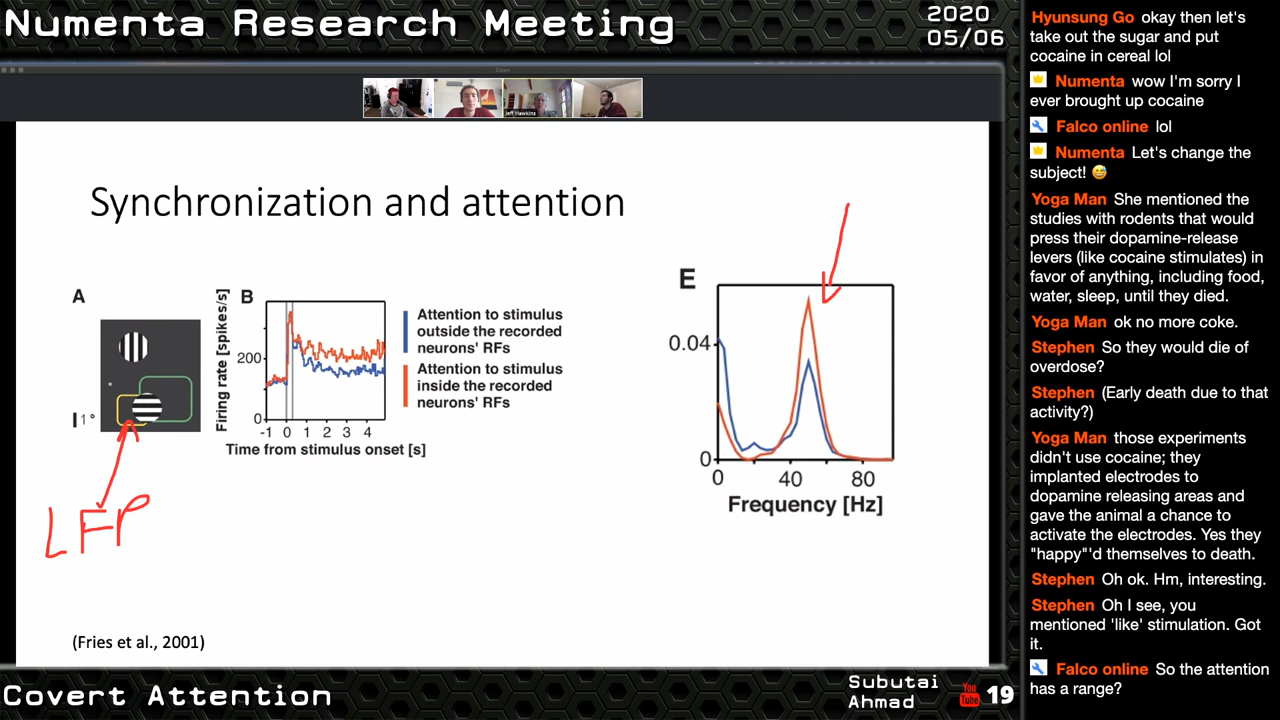 Numenta Research Meeting
2020
05/06
Zoom
Jeff Hawkins
Synchronization and attention
A
1°
B
Firing rate [spikes/s]
200
0
-1 0 1 2 3 4
Time from stimulus onset [s]
Attention to stimulus
outside the recorded
neurons' RFs
Attention to stimulus
inside the recorded
neurons' RFs
E
0.04
0
0 40 80
Frequency [Hz]
LFP
(Fries et al., 2001)
Covert Attention
Subutai
Ahmad
You
Tube
19
Hyunsung Go okay then let's
take out the sugar and put
cocaine in cereal lol
Numenta wow I'm sorry I
ever brought up cocaine
Falco online lol
Numenta Let's change the
subject! 😅
Yoga Man She mentioned the
studies with rodents that would
press their dopamine-release
levers (like cocaine stimulates) in
favor of anything, including food,
water, sleep, until they died.
Yoga Man ok no more coke.
Stephen So they would die of
overdose?
Stephen (Early death due to that
activity?)
Yoga Man those experiments
didn't use cocaine; they
implanted electrodes to
dopamine releasing areas and
gave the animal a chance to
activate the electrodes. Yes they
"happy"'d themselves to death.
Stephen Oh ok. Hm, interesting.
Stephen Oh I see, you
mentioned 'like' stimulation. Got
it.
Falco online So the attention
has a range?